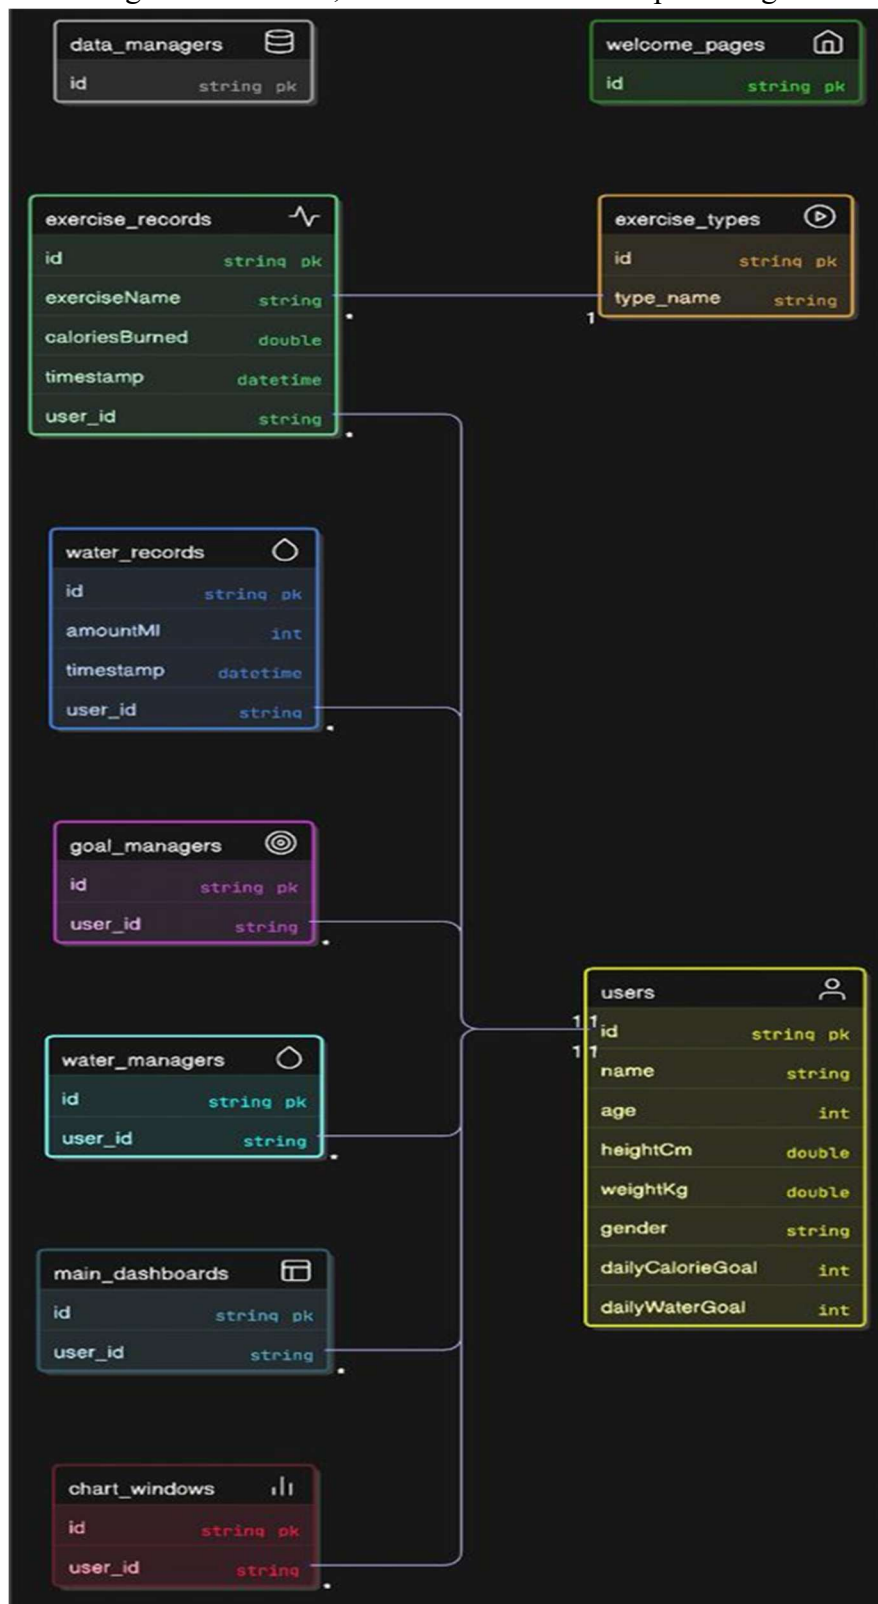 data_managers
id string pk
welcome_pages
id string pk
exercise_records
id string pk
exerciseName string
caloriesBurned double
timestamp datetime
user_id string
exercise_types
id string pk
type_name string
*
1
*
water_records
id string pk
amountMl int
timestamp datetime
user_id string
*
goal_managers
id string pk
user_id string
*
users
id string pk
name string
age int
heightCm double
weightKg double
gender string
dailyCalorieGoal int
dailyWaterGoal int
1 1
1 1
water_managers
id string pk
user_id string
*
main_dashboards
id string pk
user_id string
*
chart_windows
id string pk
user_id string
*